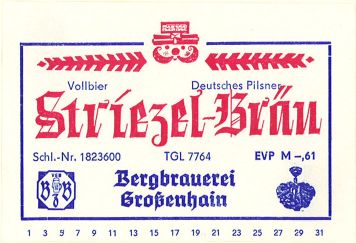 Vollbier Deutsches Pilsner
Striezel-Bräu
Schl.-Nr. 1823600 TGL 7764 EVP M –,61
VEB
B B
Bergbrauerei
Großenhain
1 3 5 7 9 11 13 15 17 19 21 23 25 27 29 31